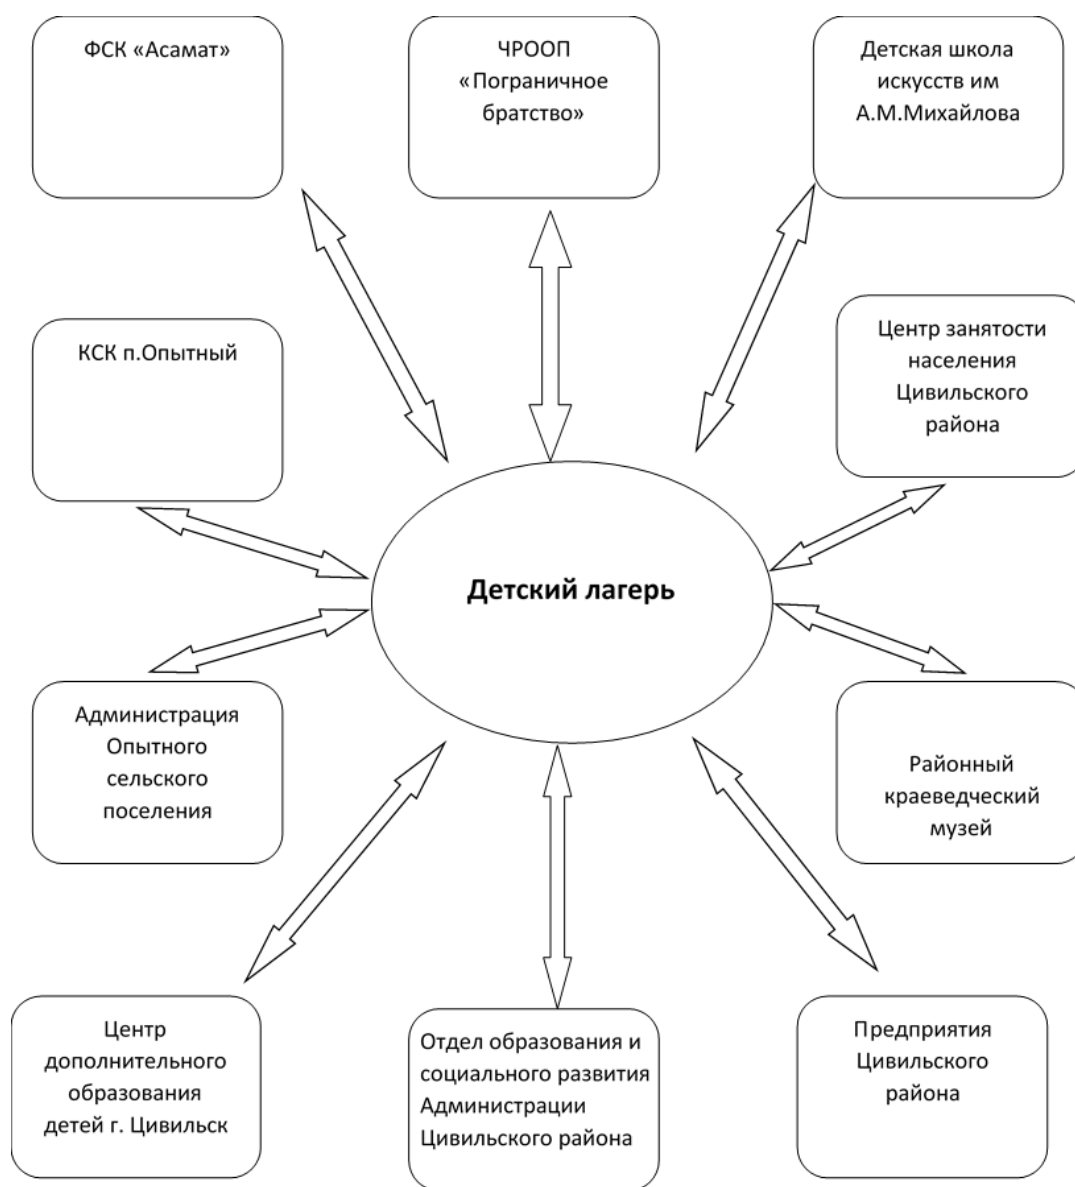 ФСК «Асамат»
ЧРООП
«Пограничное
братство»
Детская школа
искусств им
А.М.Михайлова
КСК п.Опытный
Центр занятости
населения
Цивильского
района
Детский лагерь
Администрация
Опытного
сельского
поселения
Районный
краеведческий
музей
Центр
дополнительного
образования
детей г. Цивильск
Отдел образования и
социального развития
Администрации
Цивильского района
Предприятия
Цивильского
района